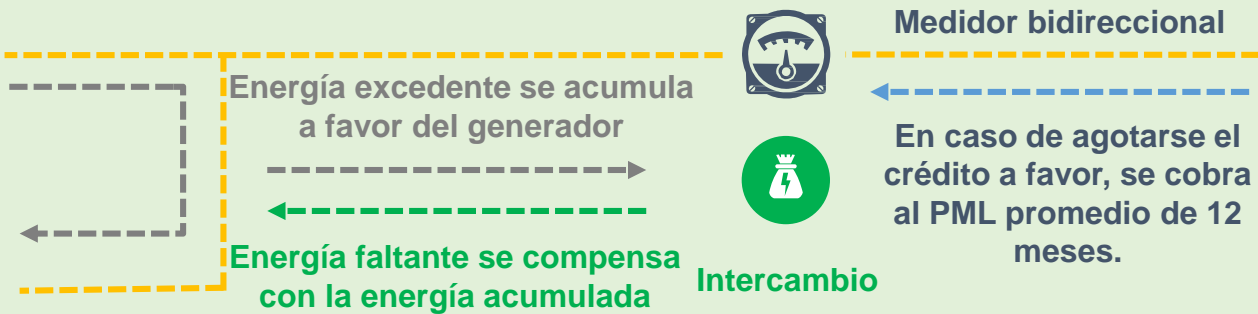 Medidor bidireccional
Energía excedente se acumula
a favor del generador
En caso de agotarse el
crédito a favor, se cobra
al PML promedio de 12
meses.
Energía faltante se compensa
con la energía acumulada
Intercambio